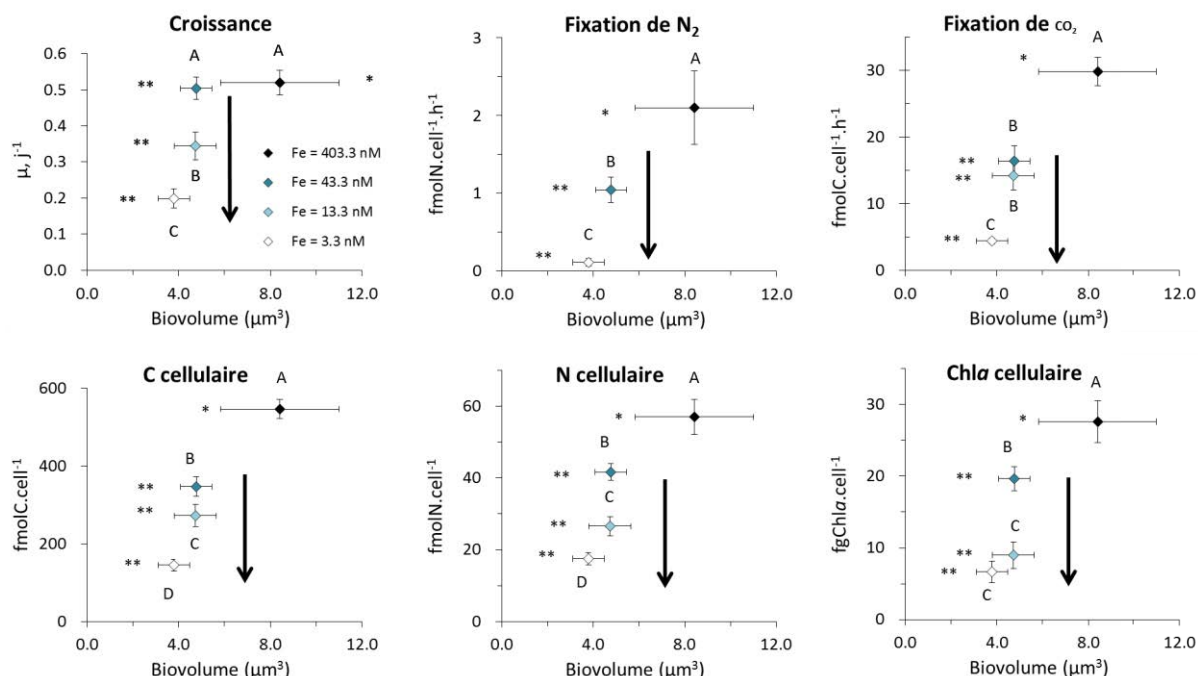 Croissance
0.6
0.5
0.4
0.3
0.2
0.1
0.0
µ, j⁻¹
A
A
**
*
**
B
**
C
Fe = 403.3 nM
Fe = 43.3 nM
Fe = 13.3 nM
Fe = 3.3 nM
0.0 4.0 8.0 12.0
Biovolume (µm³)
Fixation de N₂
3
2
1
0
fmolN.cell⁻¹.h⁻¹
A
*
B
**
C
**
0.0 4.0 8.0 12.0
Biovolume (µm³)
Fixation de CO₂
30
20
10
0
fmolC.cell⁻¹.h⁻¹
A
*
B
**
**
B
C
**
0.0 4.0 8.0 12.0
Biovolume (µm³)
C cellulaire
600
400
200
0
fmolC.cell⁻¹
A
*
B
**
**
C
**
D
0.0 4.0 8.0 12.0
Biovolume (µm³)
N cellulaire
60
40
20
0
fmolN.cell⁻¹
A
*
B
**
C
**
**
D
0.0 4.0 8.0 12.0
Biovolume (µm³)
Chla cellulaire
30
20
10
0
fgChla.cell⁻¹
A
*
B
**
C
**
**
C
0.0 4.0 8.0 12.0
Biovolume (µm³)